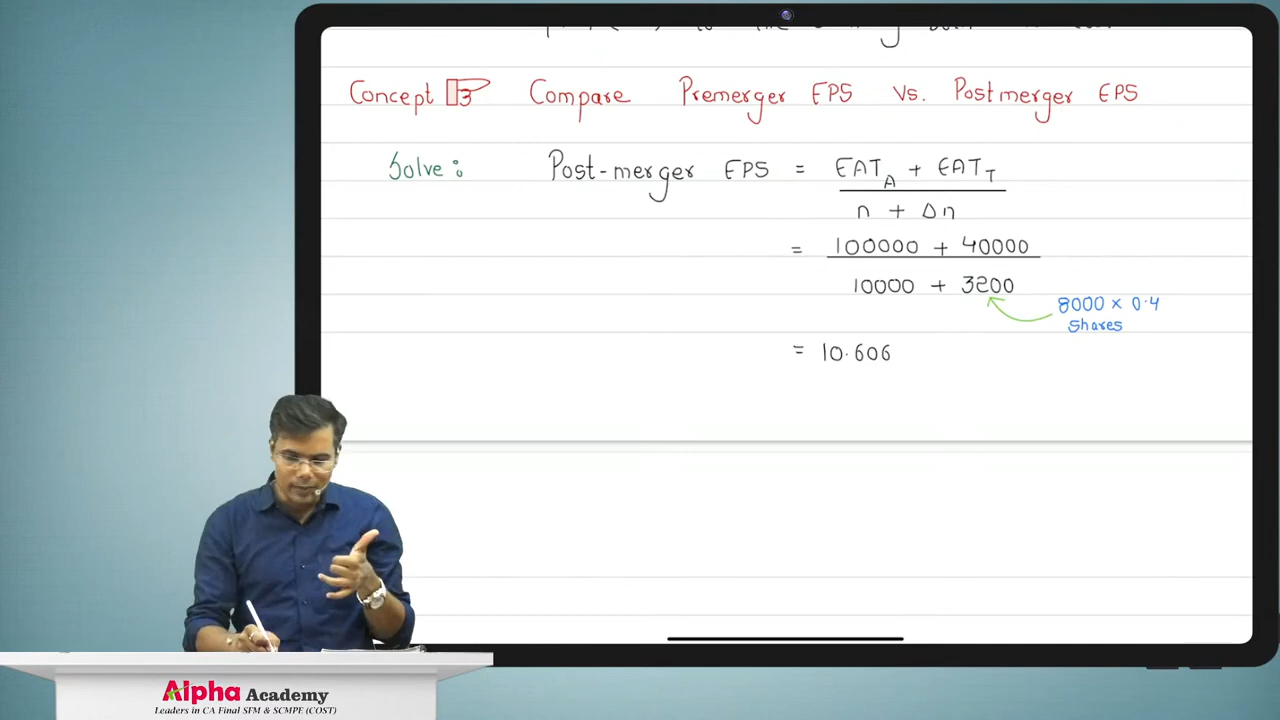 Concept 3 Compare Premerger EPS Vs. Postmerger EPS
Solve: Post-merger EPS = EAT_A + EAT_T
n + Δn
= 100000 + 40000
10000 + 3200
8000 × 0.4
shares
= 10.606
Alpha Academy
Leaders in CA Final SFM & SCMPE (COST)